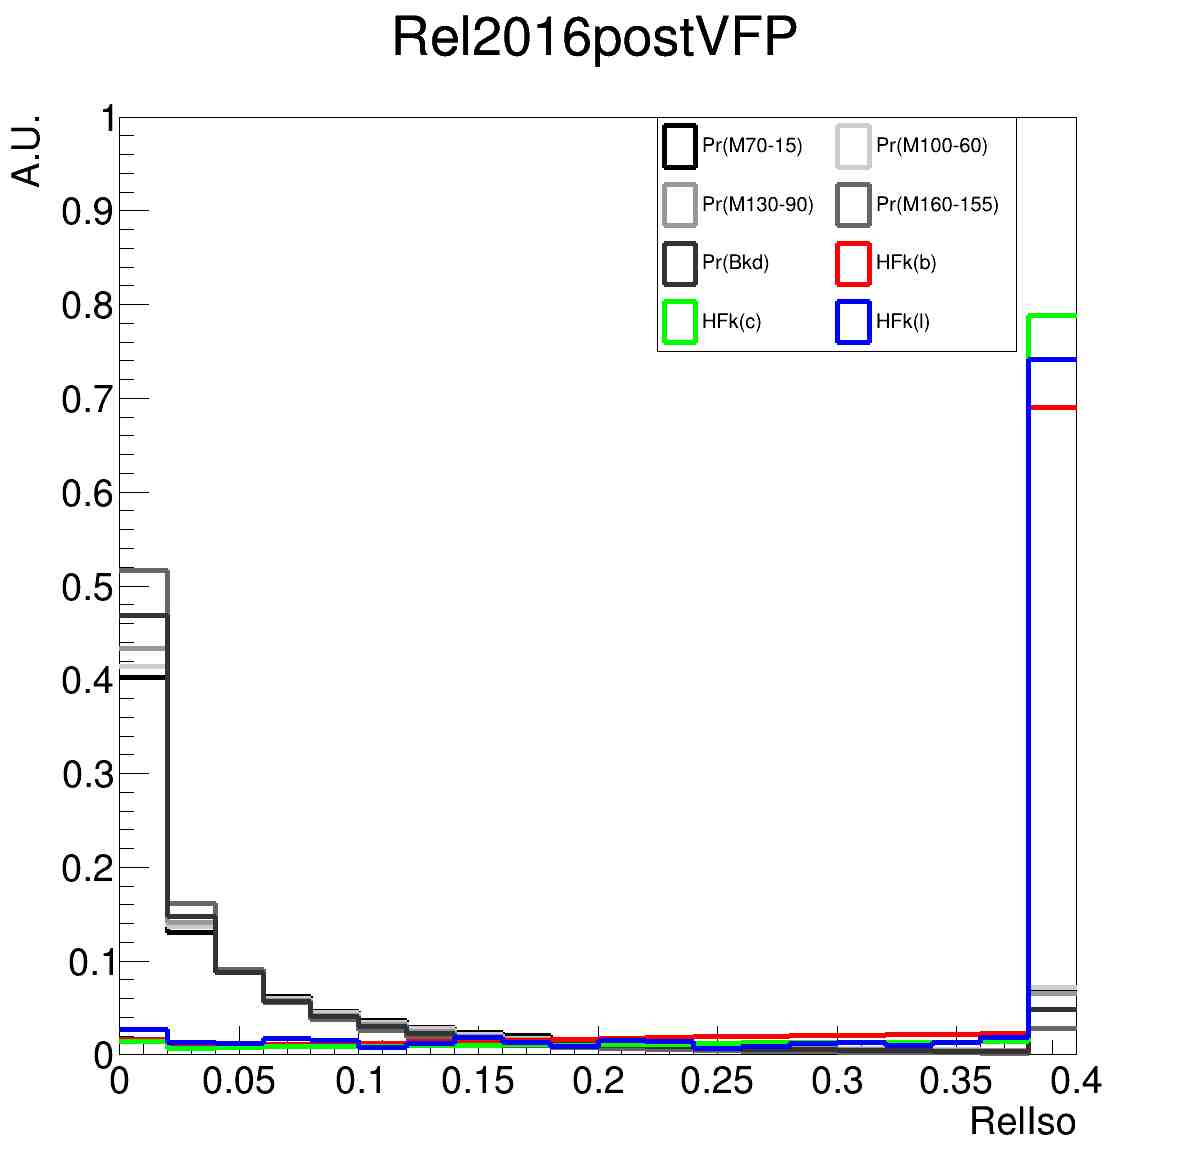 Rel2016postVFP
A.U.
1
0.9
0.8
0.7
0.6
0.5
0.4
0.3
0.2
0.1
0
Pr(M70-15) Pr(M100-60)
Pr(M130-90) Pr(M160-155)
Pr(Bkd) HFk(b)
HFk(c) HFk(l)
0 0.05 0.1 0.15 0.2 0.25 0.3 0.35 0.4
RelIso